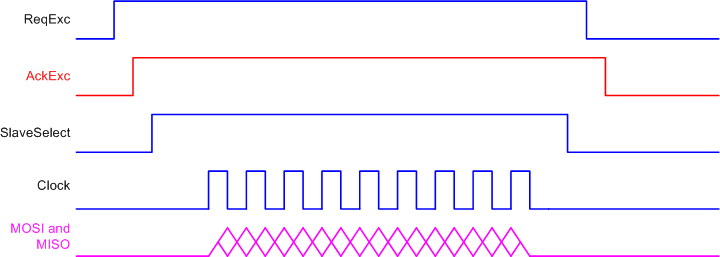 ReqExc
AckExc
SlaveSelect
Clock
MOSI and
MISO